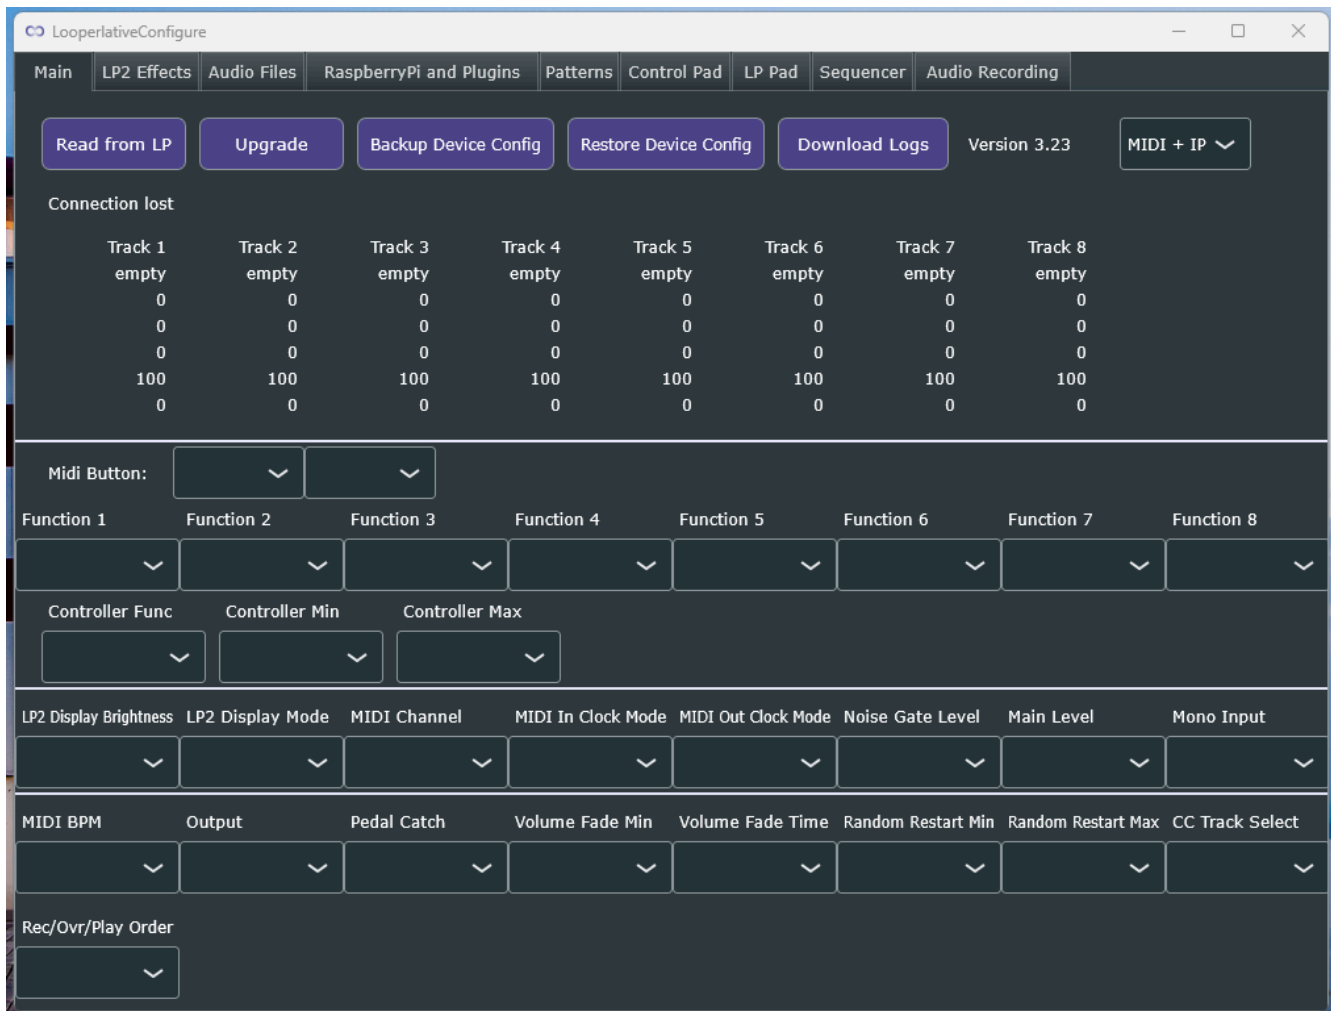 LooperlativeConfigure
Main LP2 Effects Audio Files RaspberryPi and Plugins Patterns Control Pad LP Pad Sequencer Audio Recording
Read from LP Upgrade Backup Device Config Restore Device Config Download Logs Version 3.23 MIDI + IP
Connection lost
Track 1 Track 2 Track 3 Track 4 Track 5 Track 6 Track 7 Track 8
empty empty empty empty empty empty empty empty
0 0 0 0 0 0 0 0
0 0 0 0 0 0 0 0
0 0 0 0 0 0 0 0
100 100 100 100 100 100 100 100
0 0 0 0 0 0 0 0
Midi Button:
Function 1 Function 2 Function 3 Function 4 Function 5 Function 6 Function 7 Function 8
Controller Func Controller Min Controller Max
LP2 Display Brightness LP2 Display Mode MIDI Channel MIDI In Clock Mode MIDI Out Clock Mode Noise Gate Level Main Level Mono Input
MIDI BPM Output Pedal Catch Volume Fade Min Volume Fade Time Random Restart Min Random Restart Max CC Track Select
Rec/Ovr/Play Order